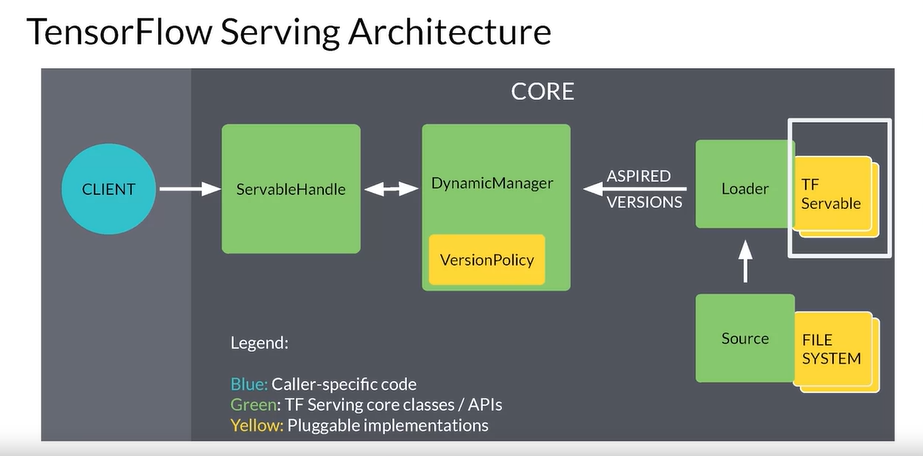 TensorFlow Serving Architecture
CORE
CLIENT
ServableHandle
DynamicManager
VersionPolicy
ASPIRED
VERSIONS
Loader
TF
Servable
Source
FILE
SYSTEM
Legend:
Blue: Caller-specific code
Green: TF Serving core classes / APIs
Yellow: Pluggable implementations